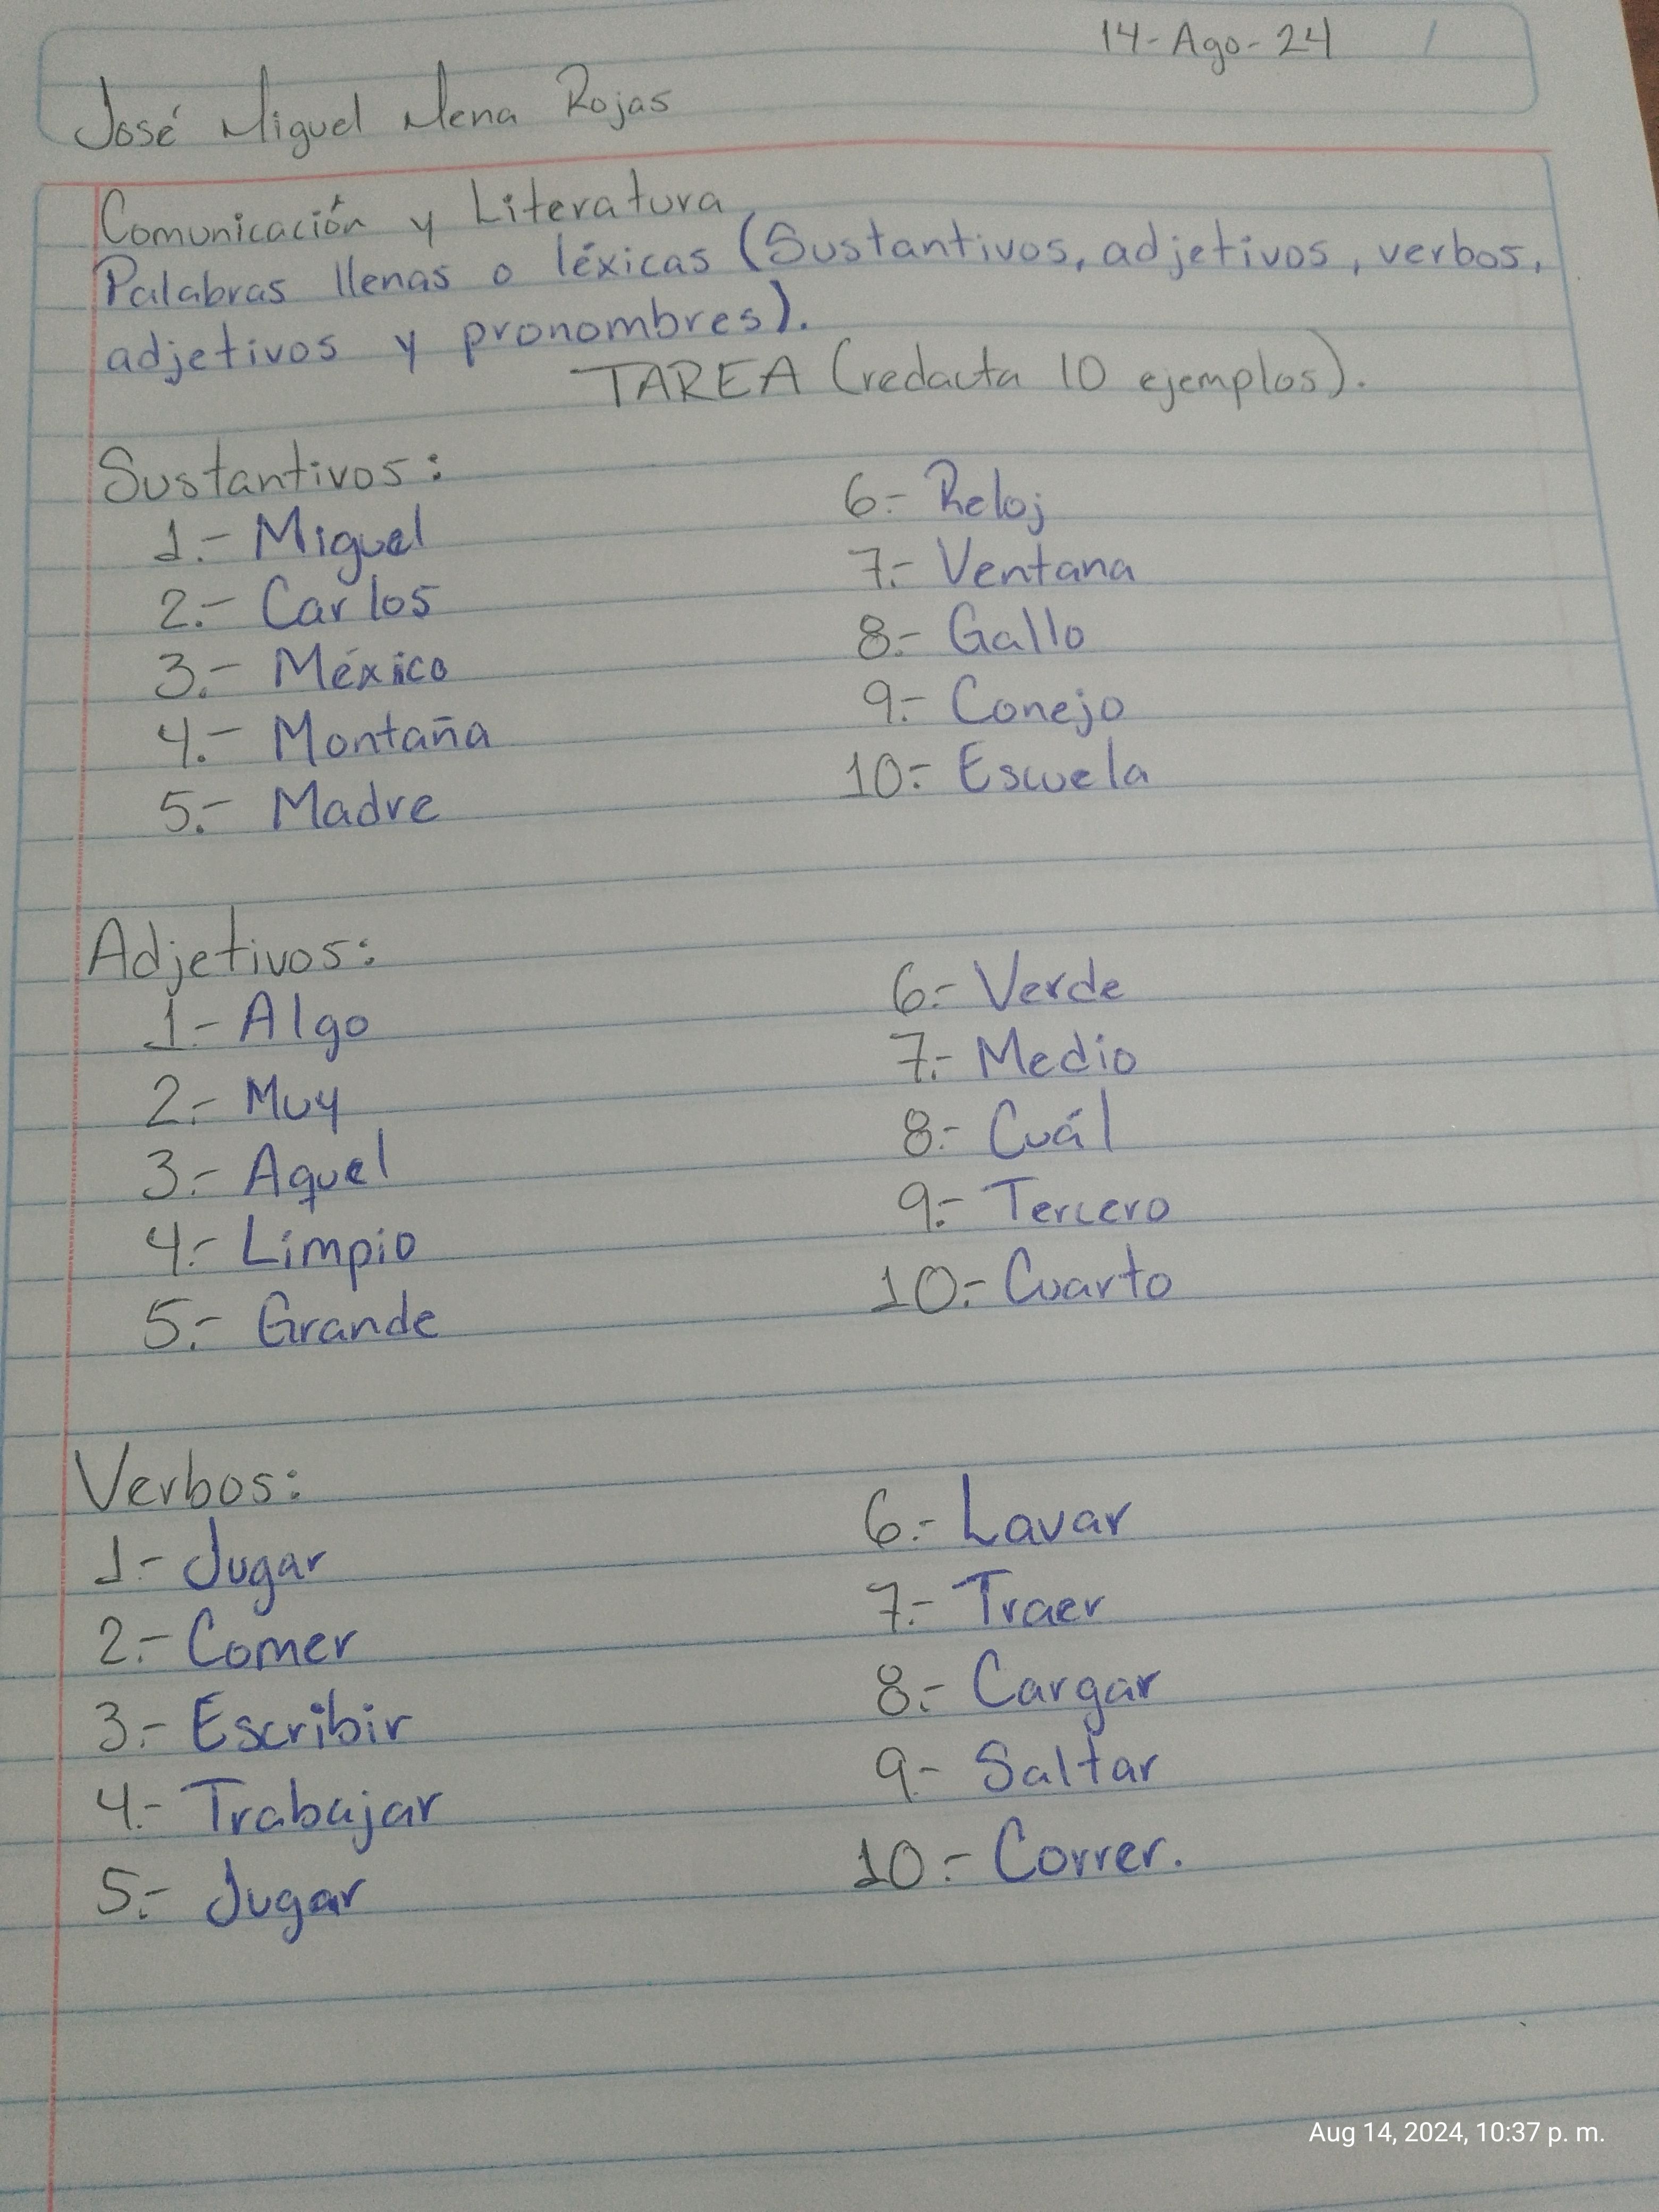 14-Ago-24
José Miguel Mena Rojas
Comunicación y Literatura
Palabras llenas o léxicas (Sustantivos, adjetivos, verbos,
adjetivos y pronombres).
TAREA (redacta 10 ejemplos).
Sustantivos:
1.- Miguel
2.- Carlos
3.- México
4.- Montaña
5.- Madre
6.- Reloj
7.- Ventana
8.- Gallo
9.- Conejo
10.- Escuela
Adjetivos:
1.- Algo
2.- Muy
3.- Aquel
4.- Limpio
5.- Grande
6.- Verde
7.- Medio
8.- Cuál
9.- Tercero
10.- Cuarto
Verbos:
1- Jugar
2.- Comer
3.- Escribir
4.- Trabajar
5.- Jugar
6.- Lavar
7.- Traer
8.- Cargar
9- Saltar
10.- Correr.
Aug 14, 2024, 10:37 p. m.